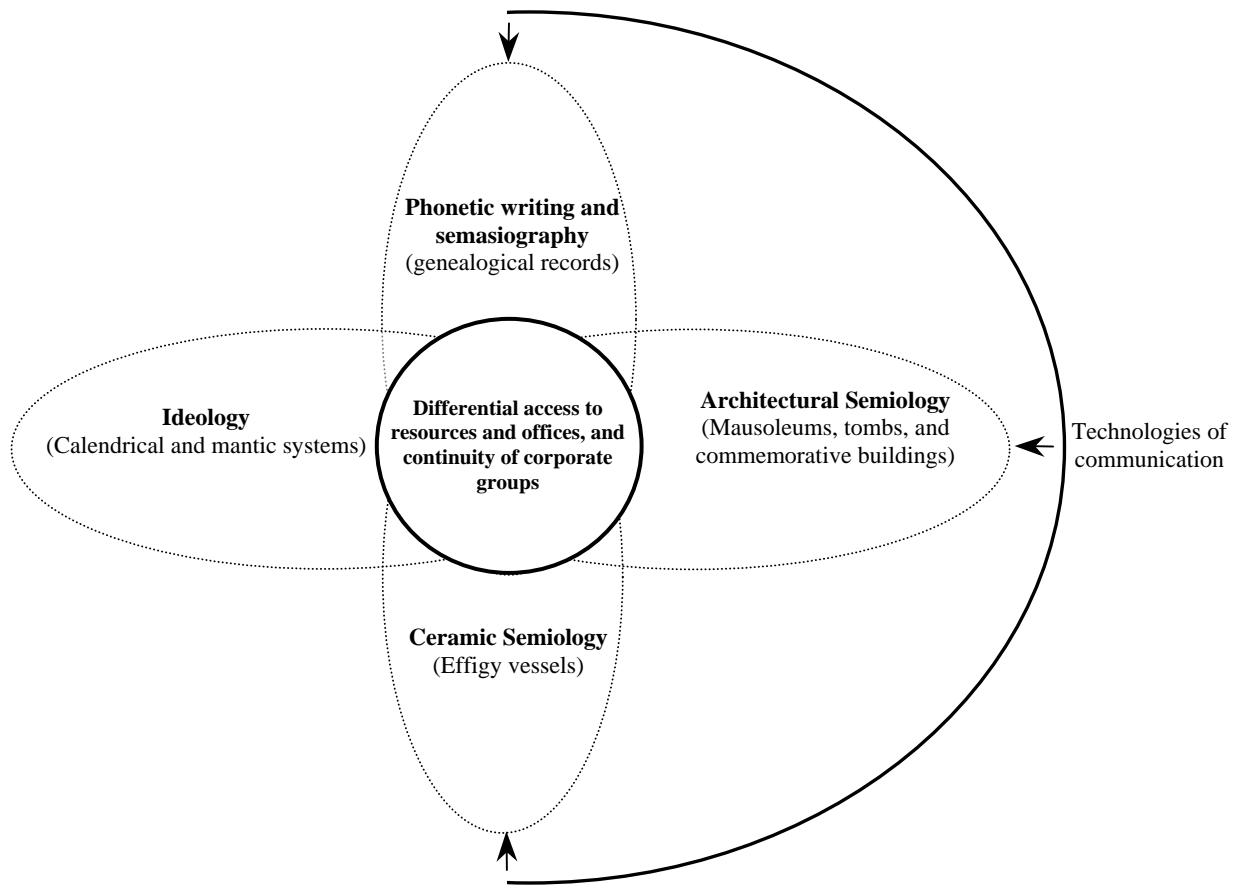 Phonetic writing and
semasiography
(genealogical records)
Ideology
(Calendrical and mantic systems)
Differential access to
resources and offices, and
continuity of corporate
groups
Architectural Semiology
(Mausoleums, tombs, and
commemorative buildings)
Technologies of
communication
Ceramic Semiology
(Effigy vessels)